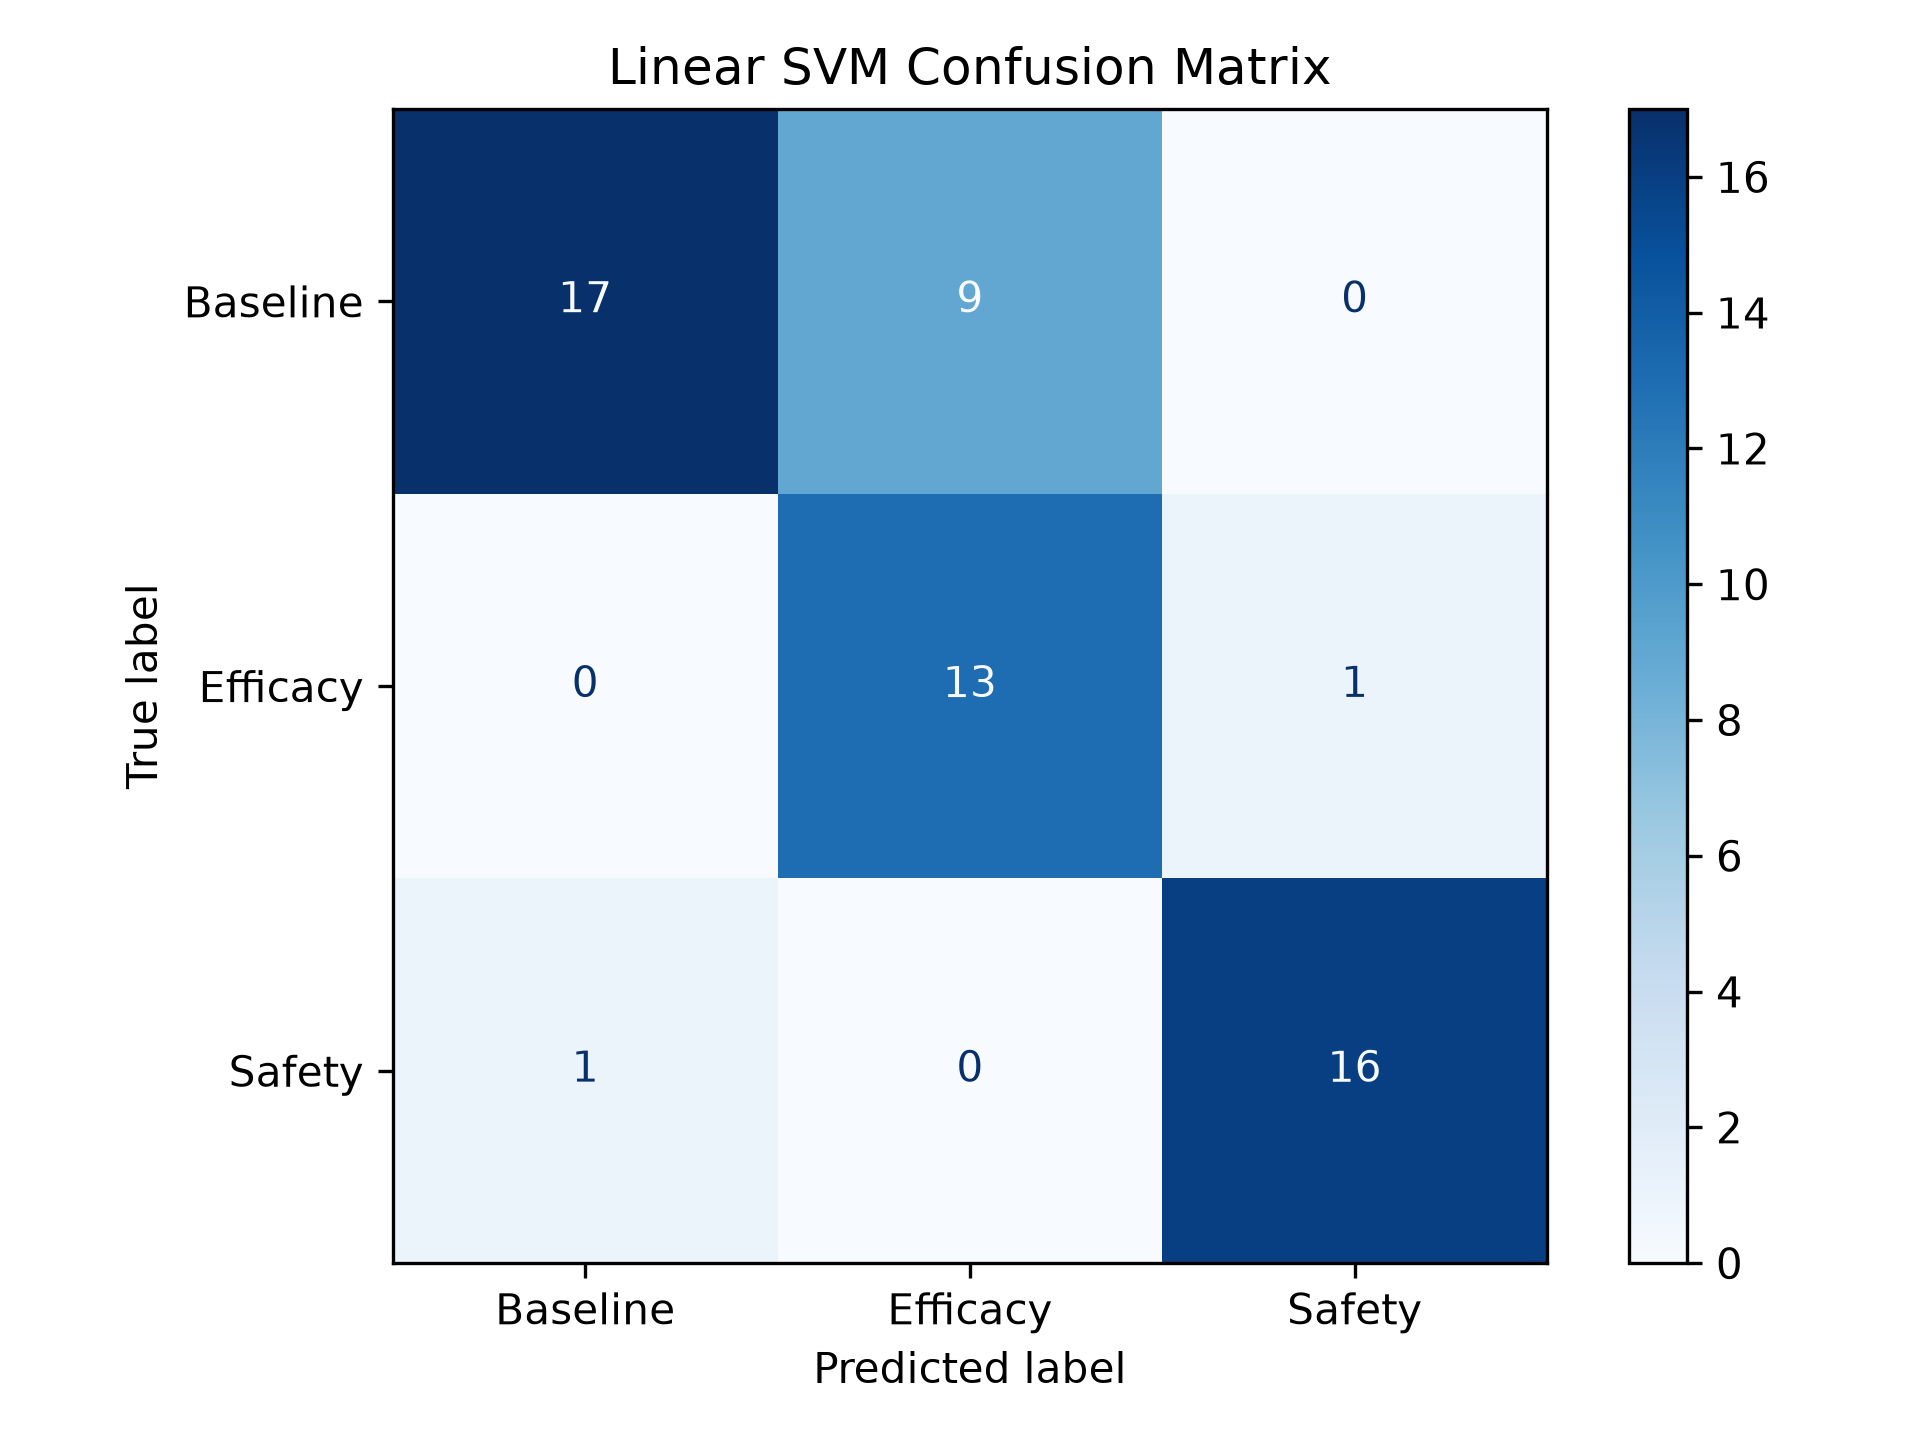 Linear SVM Confusion Matrix
Baseline
17
9
0
Efficacy
0
13
1
Safety
1
0
16
True label
Baseline
Efficacy
Safety
Predicted label
16
14
12
10
8
6
4
2
0